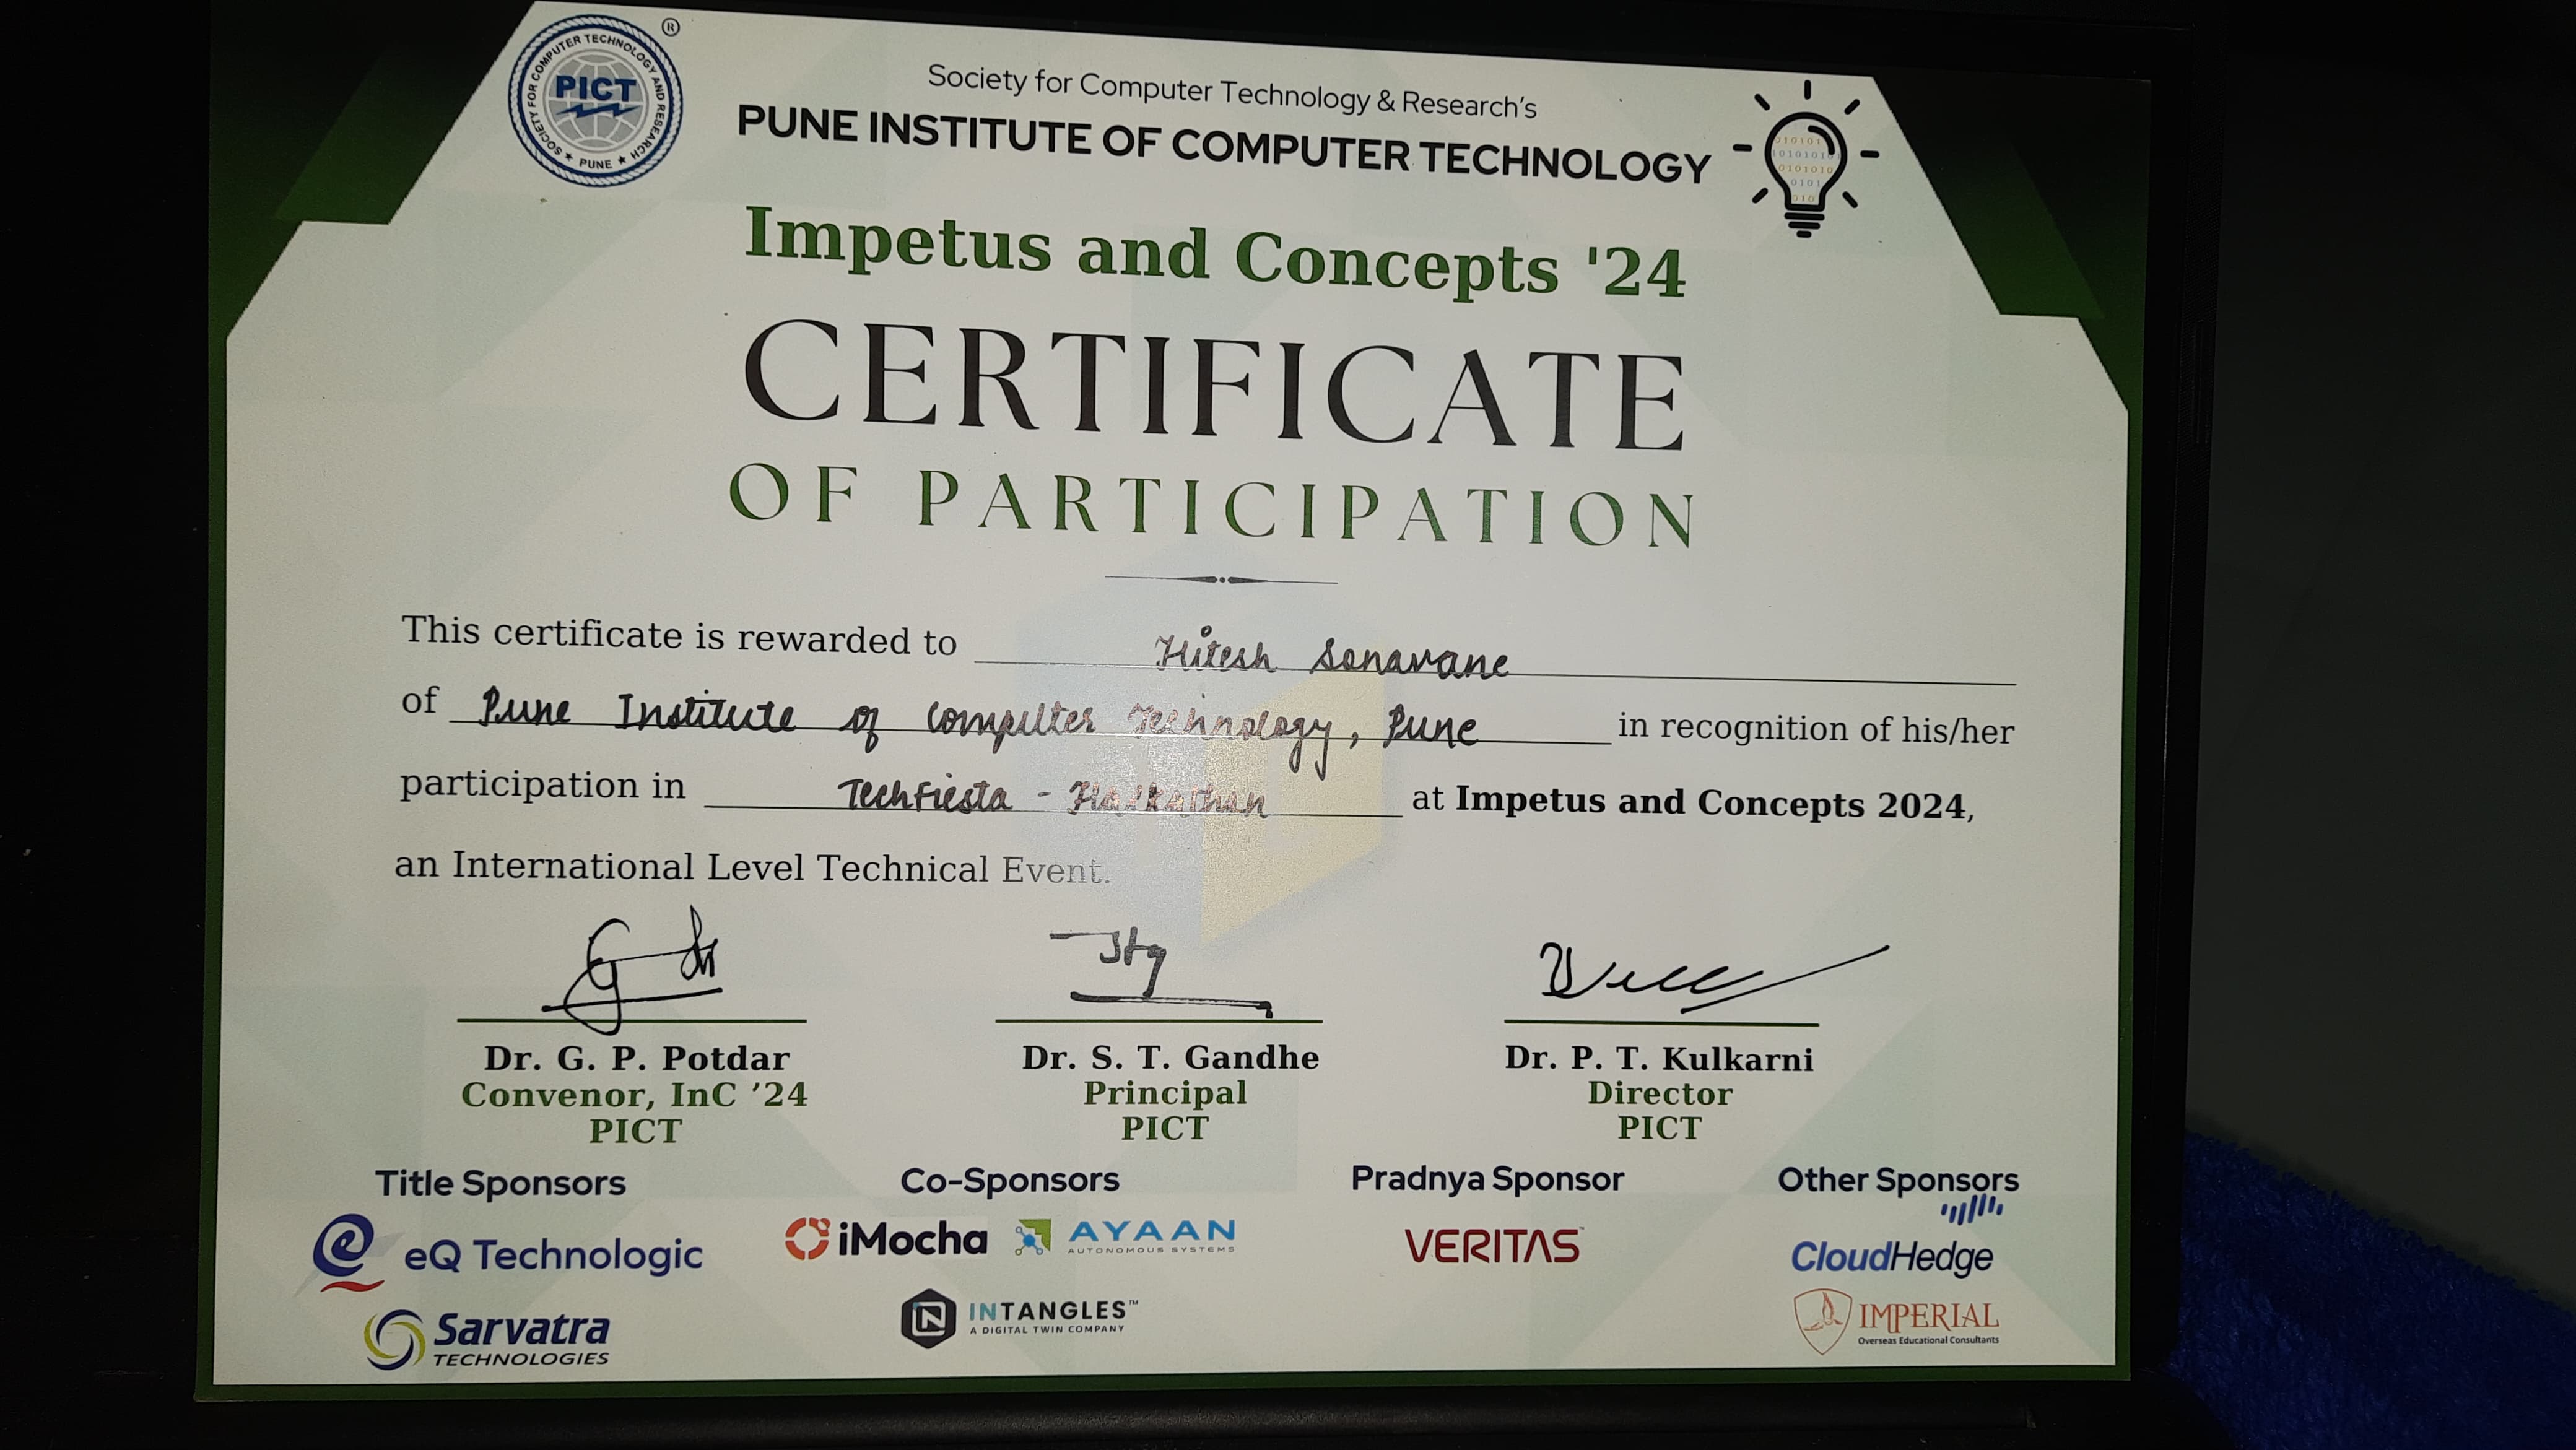 SOCIETY FOR COMPUTER TECHNOLOGY AND RESEARCH
PICT
★ PUNE ★
®
Society for Computer Technology & Research's
PUNE INSTITUTE OF COMPUTER TECHNOLOGY
Impetus and Concepts '24
CERTIFICATE
OF PARTICIPATION
This certificate is rewarded to Hitesh Sonavane
of Pune Institute of Computer Technology, Pune in recognition of his/her
participation in TechFiesta - Hackathon at Impetus and Concepts 2024,
an International Level Technical Event.
Dr. G. P. Potdar
Convenor, InC ’24
PICT
Dr. S. T. Gandhe
Principal
PICT
Dr. P. T. Kulkarni
Director
PICT
Title Sponsors
eQ Technologic
Sarvatra
TECHNOLOGIES
Co-Sponsors
iMocha
AYAAN
AUTONOMOUS SYSTEMS
INTANGLES™
A DIGITAL TWIN COMPANY
Pradnya Sponsor
VERITAS™
Other Sponsors
CloudHedge
IMPERIAL
Overseas Educational Consultants